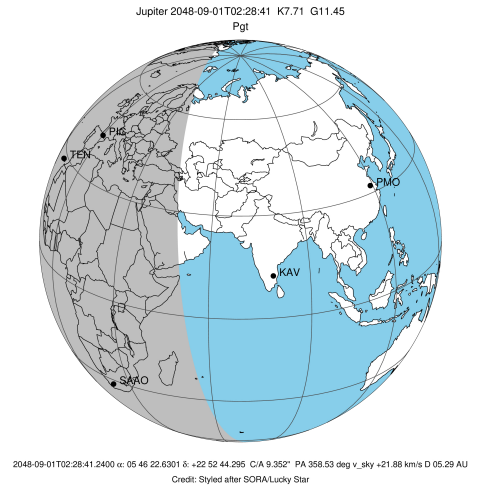 Jupiter 2048-09-01T02:28:41 K7.71 G11.45
Pgt
PIC
TEN
PMO
KAV
SAAO
2048-09-01T02:28:41.2400 α: 05 46 22.6301 δ: +22 52 44.295 C/A 9.352" PA 358.53 deg v_sky +21.88 km/s D 05.29 AU
Credit: Styled after SORA/Lucky Star